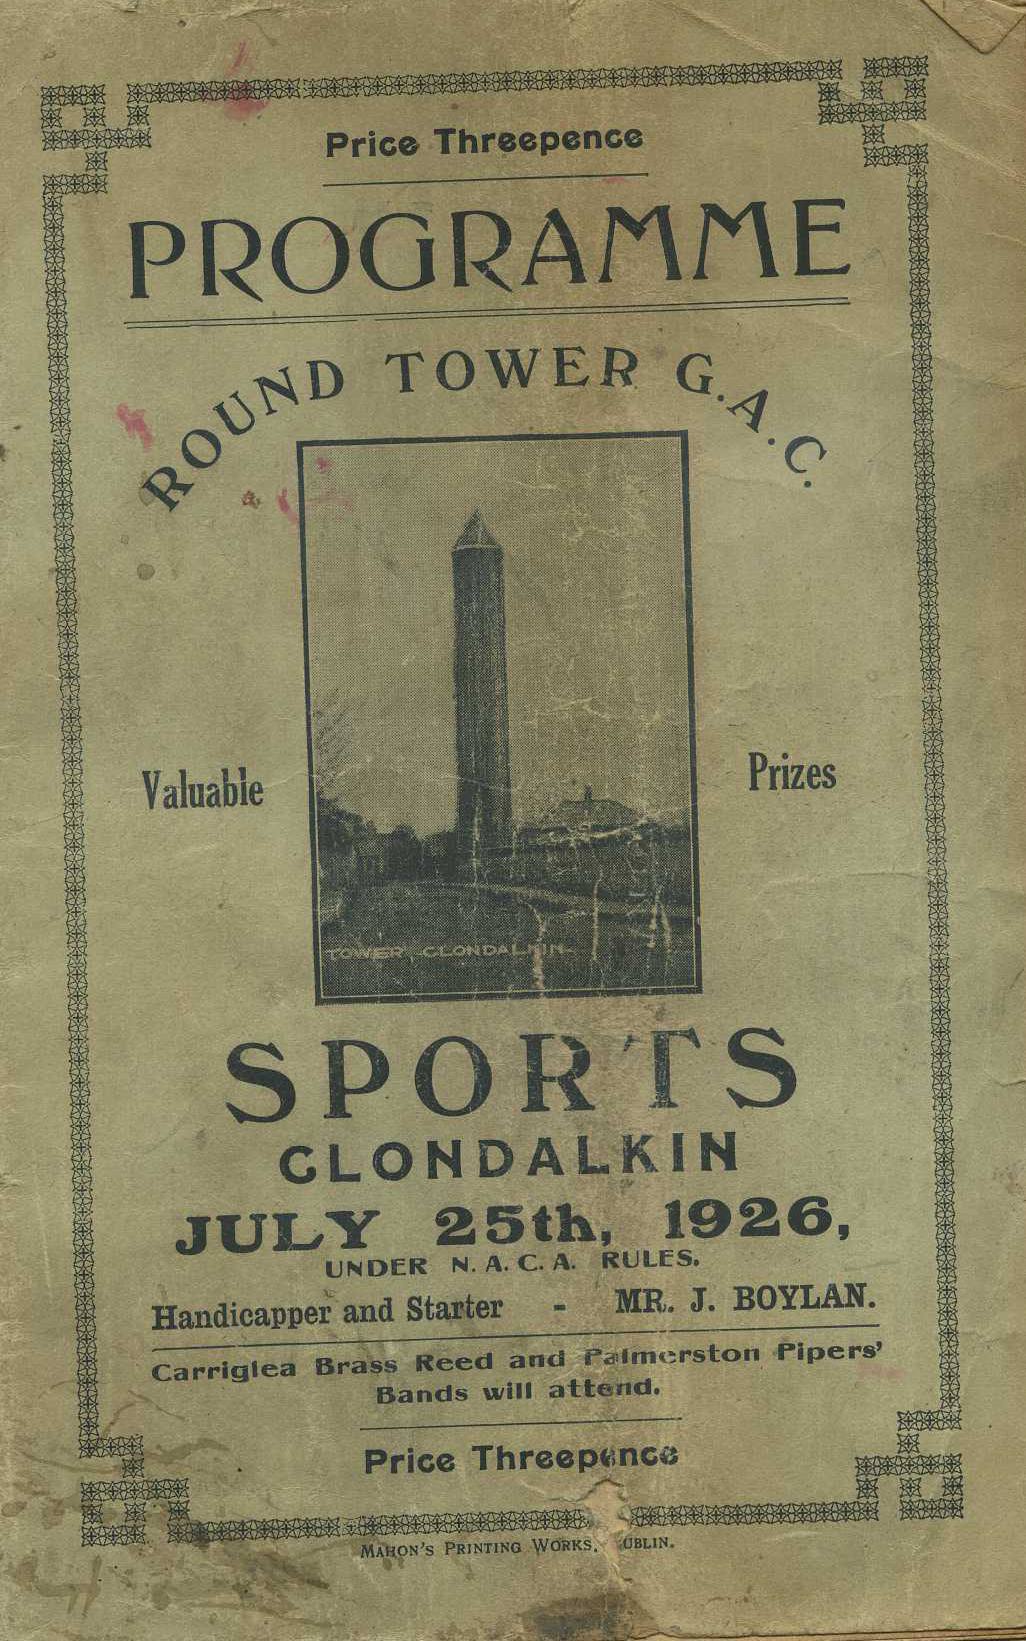 Price Threepence
PROGRAMME
ROUND TOWER G.A.C.
Valuable Prizes
TOWER, CLONDALKIN
SPORTS
CLONDALKIN
JULY 25th, 1926,
UNDER N. A. C. A. RULES.
Handicapper and Starter - MR. J. BOYLAN.
Carriglea Brass Reed and Palmerston Pipers'
Bands will attend.
Price Threepence
MAHON'S PRINTING WORKS, UBLIN.